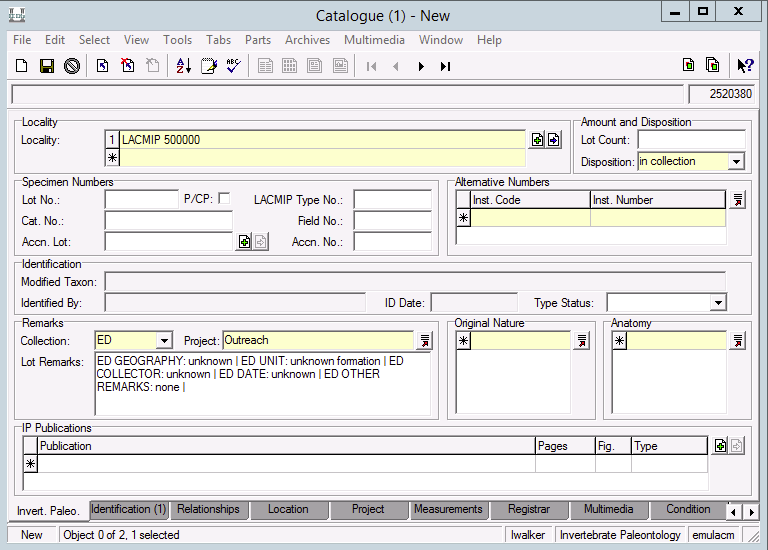 Catalogue (1) - New
File Edit Select View Tools Tabs Parts Archives Multimedia Window Help
2520380
Locality
Locality: 1 LACMIP 500000
Amount and Disposition
Lot Count:
Disposition: in collection
Specimen Numbers
Lot No.: P/CP: LACMIP Type No.:
Cat. No.: Field No.:
Accn. Lot: Accn. No.:
Alternative Numbers
Inst. Code Inst. Number
Identification
Modified Taxon:
Identified By: ID Date: Type Status:
Remarks
Collection: ED Project: Outreach
Lot Remarks: ED GEOGRAPHY: unknown | ED UNIT: unknown formation | ED
COLLECTOR: unknown | ED DATE: unknown | ED OTHER
REMARKS: none |
Original Nature
Anatomy
IP Publications
Publication Pages Fig. Type
Invert. Paleo. Identification (1) Relationships Location Project Measurements Registrar Multimedia Condition
New Object 0 of 2, 1 selected lwalker Invertebrate Paleontology emulacm